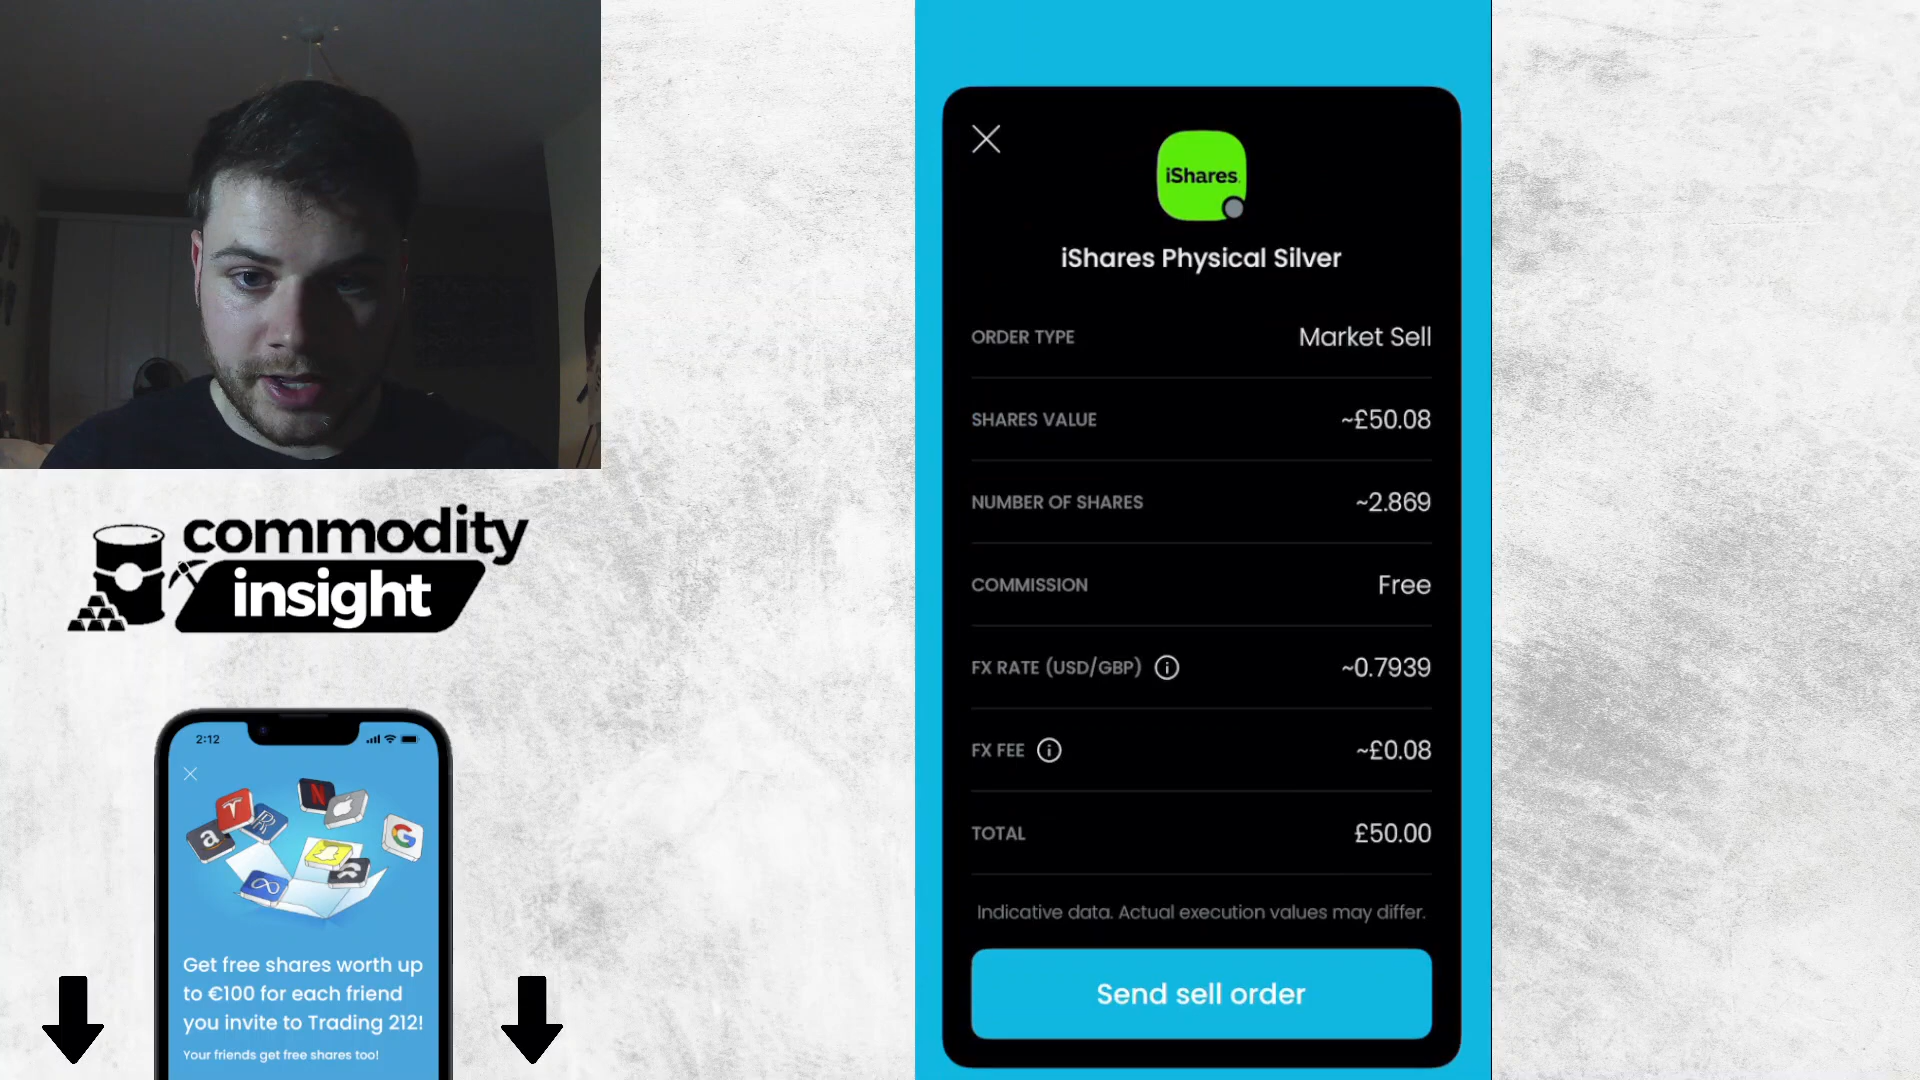 iShares.
iShares Physical Silver
ORDER TYPE Market Sell
SHARES VALUE ~£50.08
NUMBER OF SHARES ~2.869
COMMISSION Free
FX RATE (USD/GBP) ~0.7939
FX FEE ~£0.08
TOTAL £50.00
Indicative data. Actual execution values may differ.
Send sell order
commodity
insight
2:12
Get free shares worth up
to €100 for each friend
you invite to Trading 212!
Your friends get free shares too!